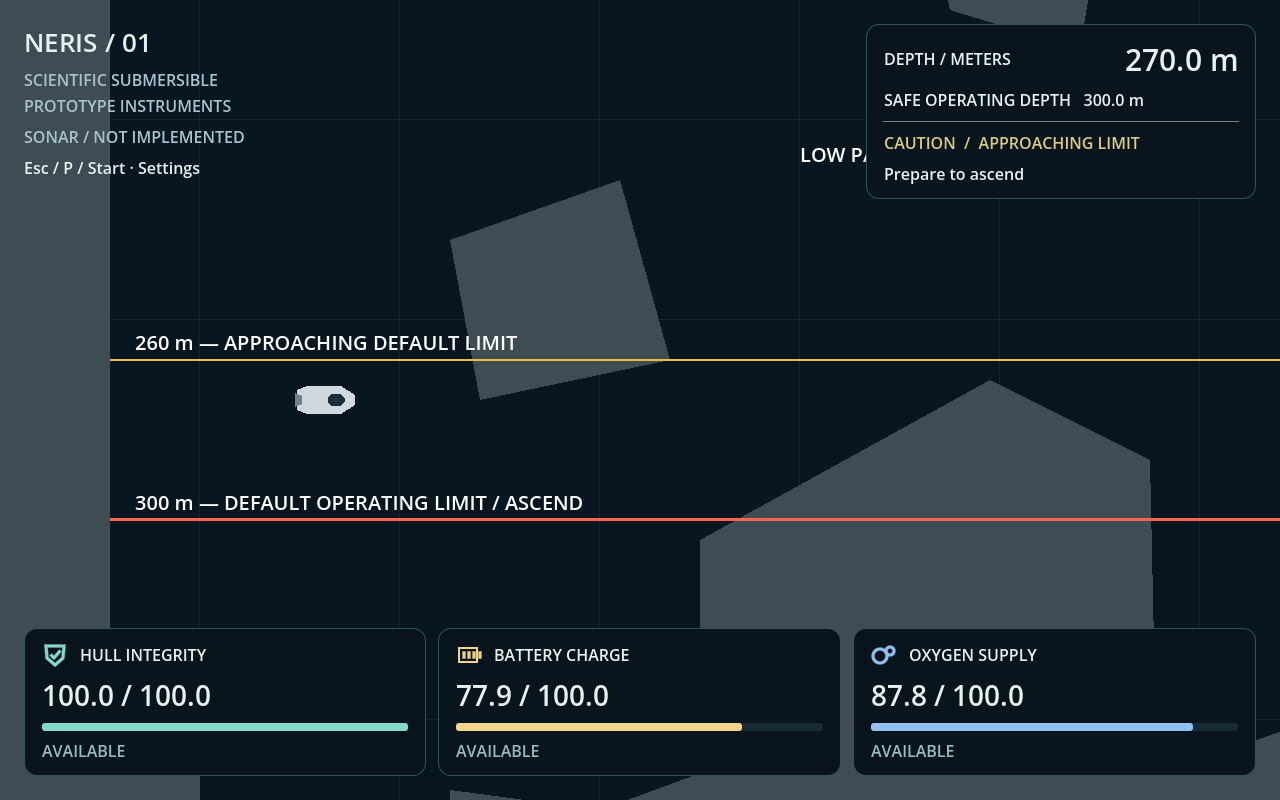 NERIS / 01
SCIENTIFIC SUBMERSIBLE
PROTOTYPE INSTRUMENTS
SONAR / NOT IMPLEMENTED
Esc / P / Start · Settings
DEPTH / METERS 270.0 m
SAFE OPERATING DEPTH 300.0 m
CAUTION / APPROACHING LIMIT
Prepare to ascend
LOW
260 m — APPROACHING DEFAULT LIMIT
300 m — DEFAULT OPERATING LIMIT / ASCEND
HULL INTEGRITY
100.0 / 100.0
AVAILABLE
BATTERY CHARGE
77.9 / 100.0
AVAILABLE
OXYGEN SUPPLY
87.8 / 100.0
AVAILABLE